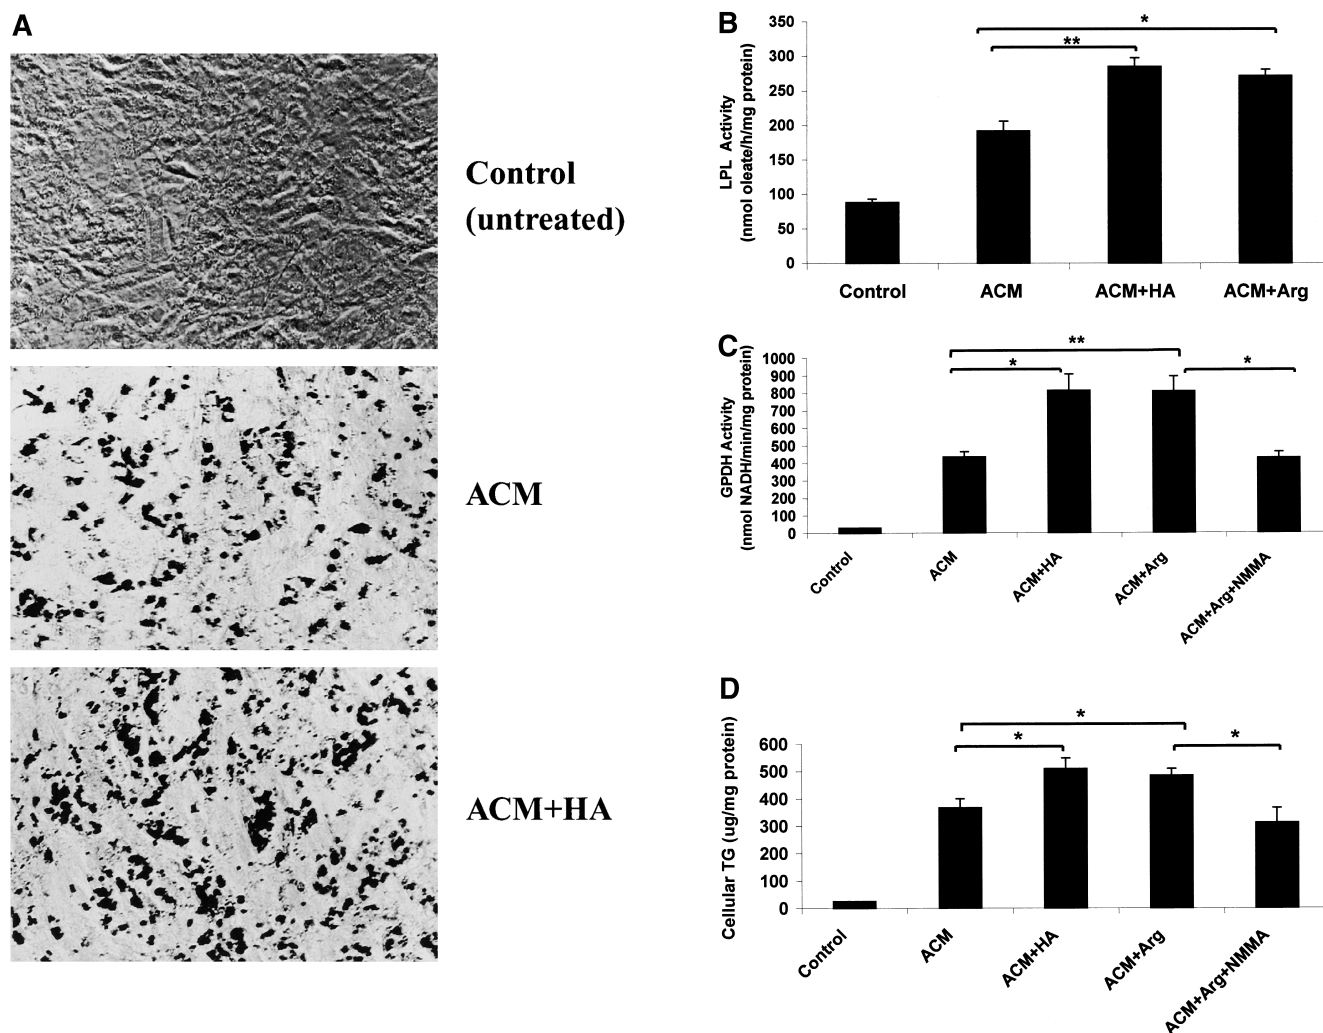 A
Control
(untreated)
ACM
ACM+HA
B
LPL Activity
(nmol oleate/h/mg protein)
350
300
250
200
150
100
50
0
*
**
Control
ACM
ACM+HA
ACM+Arg
C
GPDH Activity
(nmol NADH/min/mg protein)
1000
900
800
700
600
500
400
300
200
100
0
**
*
*
Control
ACM
ACM+HA
ACM+Arg
ACM+Arg+NMMA
D
Cellular TG (ug/mg protein)
600
500
400
300
200
100
0
*
*
*
Control
ACM
ACM+HA
ACM+Arg
ACM+Arg+NMMA